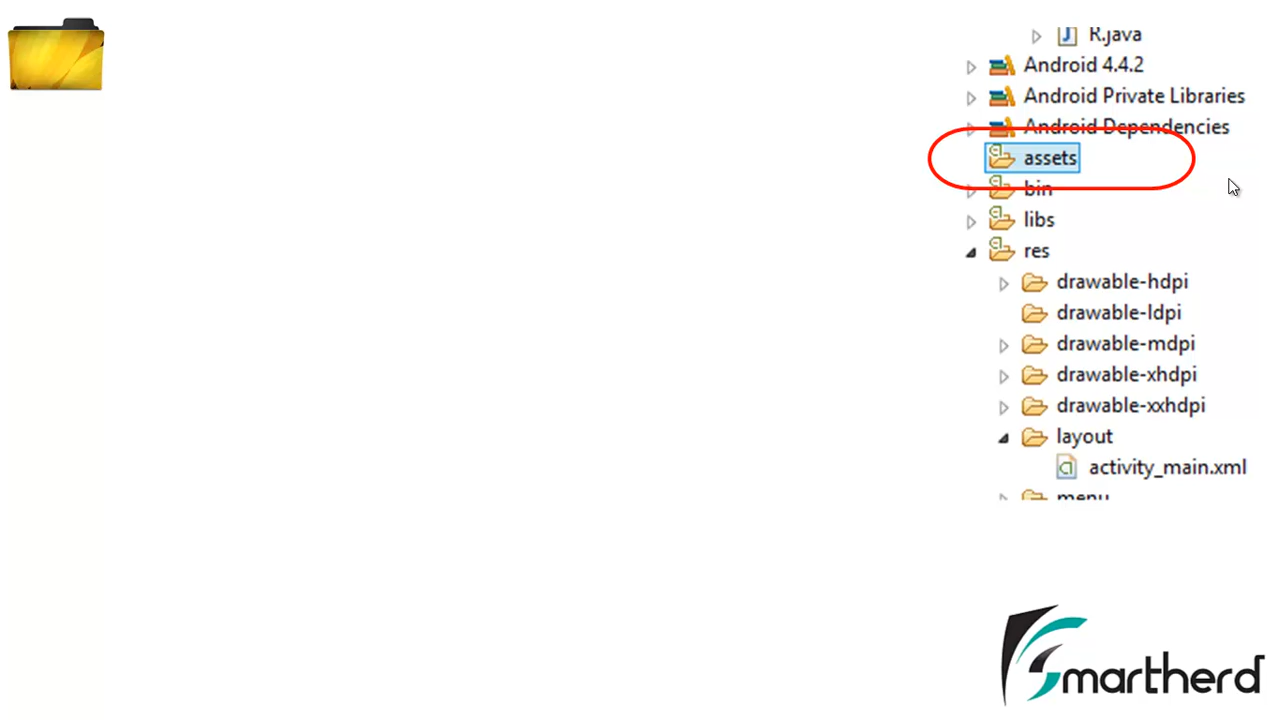 R.java
Android 4.4.2
Android Private Libraries
Android Dependencies
assets
bin
libs
res
drawable-hdpi
drawable-ldpi
drawable-mdpi
drawable-xhdpi
drawable-xxhdpi
layout
activity_main.xml
menu
Smartherd